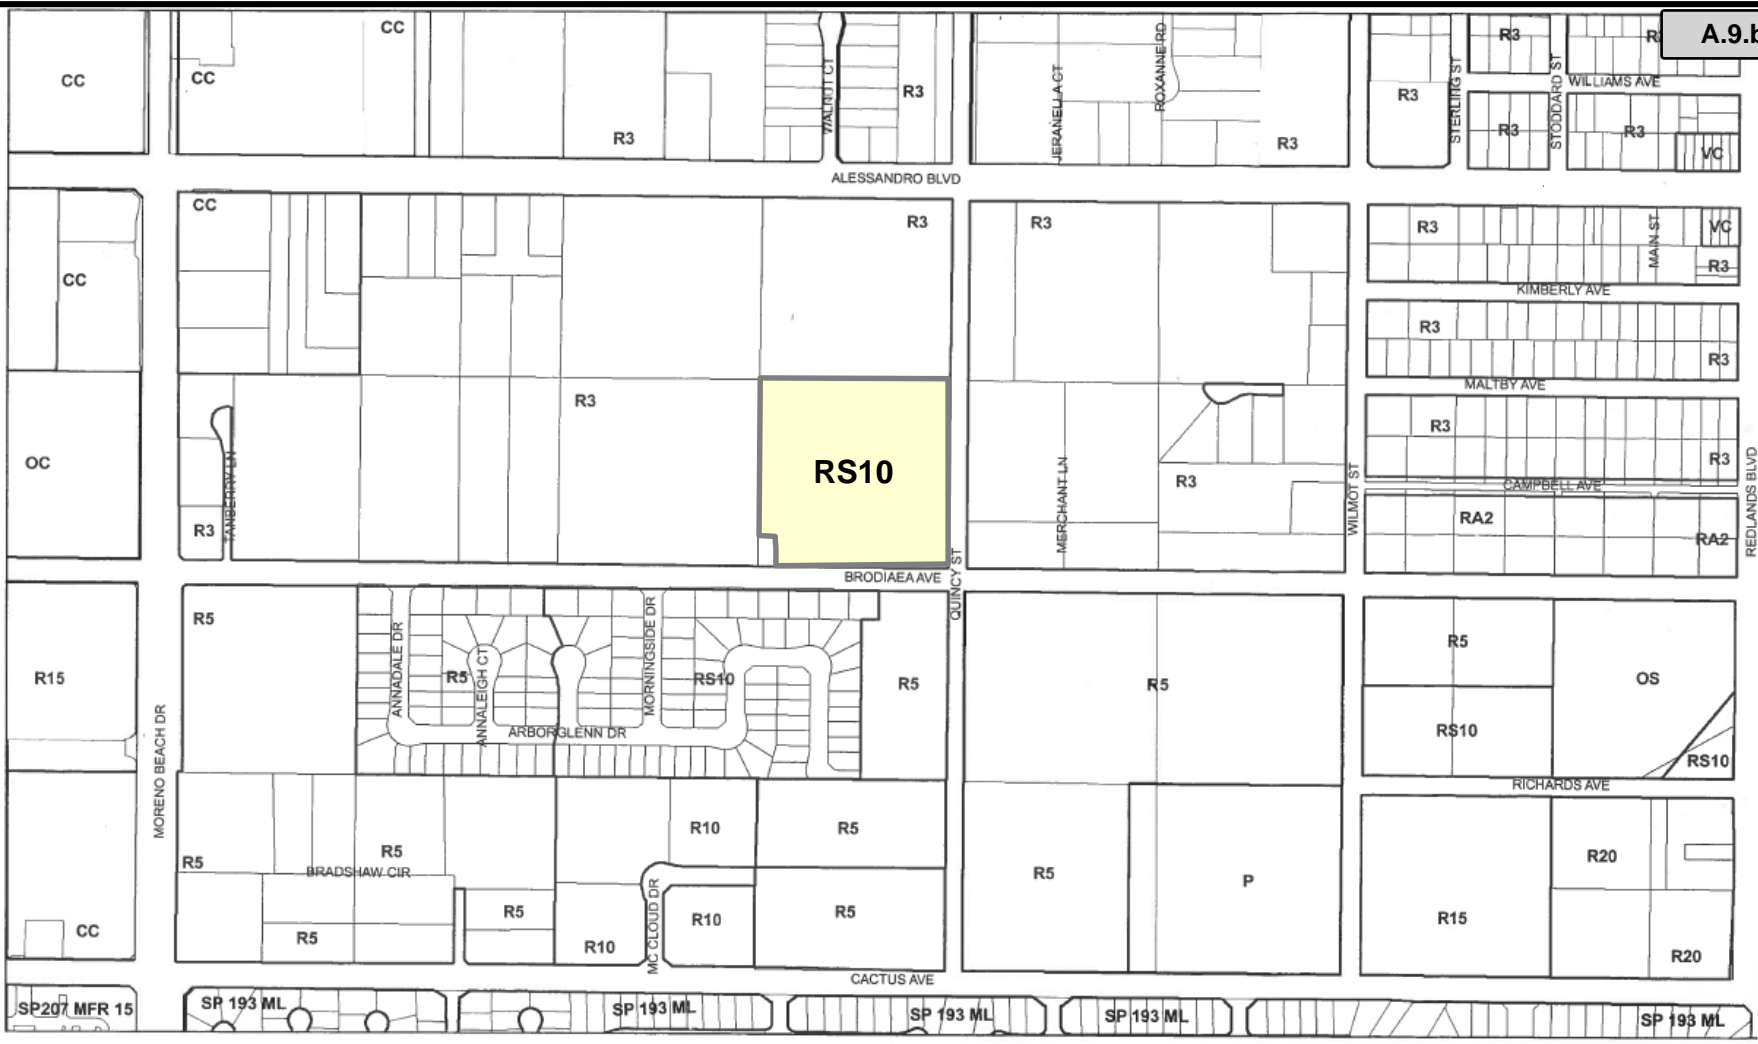 A.9.b
CC
CC
CC
R3
WALNUT CT
R3
JERANELLA CT
ROXANNE RD
R3
R3
STERLING ST
R3
STODDARD ST
WILLIAMS AVE
R3
R3
VC
ALESSANDRO BLVD
CC
CC
R3
R3
R3
MAIN ST
VC
R3
KIMBERLY AVE
R3
R3
MALTBY AVE
OC
TANBERRY LN
R3
R3
RS10
MERCHANT LN
R3
WILMOT ST
R3
R3
CAMPBELL AVE
RA2
RA2
REDLANDS BLVD
BRODIAEA AVE
QUINCY ST
R15
R5
ANNADALE DR
R5
ANNALEIGH CT
MORNINGSIDE DR
RS10
ARBORGLENN DR
R5
R5
R5
RS10
OS
RS10
RICHARDS AVE
MORENO BEACH DR
CC
R5
R5
BRADSHAW CIR
R5
R5
R10
R10
MC CLOUD DR
R10
R5
R5
R5
P
R15
R20
R20
CACTUS AVE
SP207 MFR 15
SP 193 ML
SP 193 ML
SP 193 ML
SP 193 ML
SP 193 ML